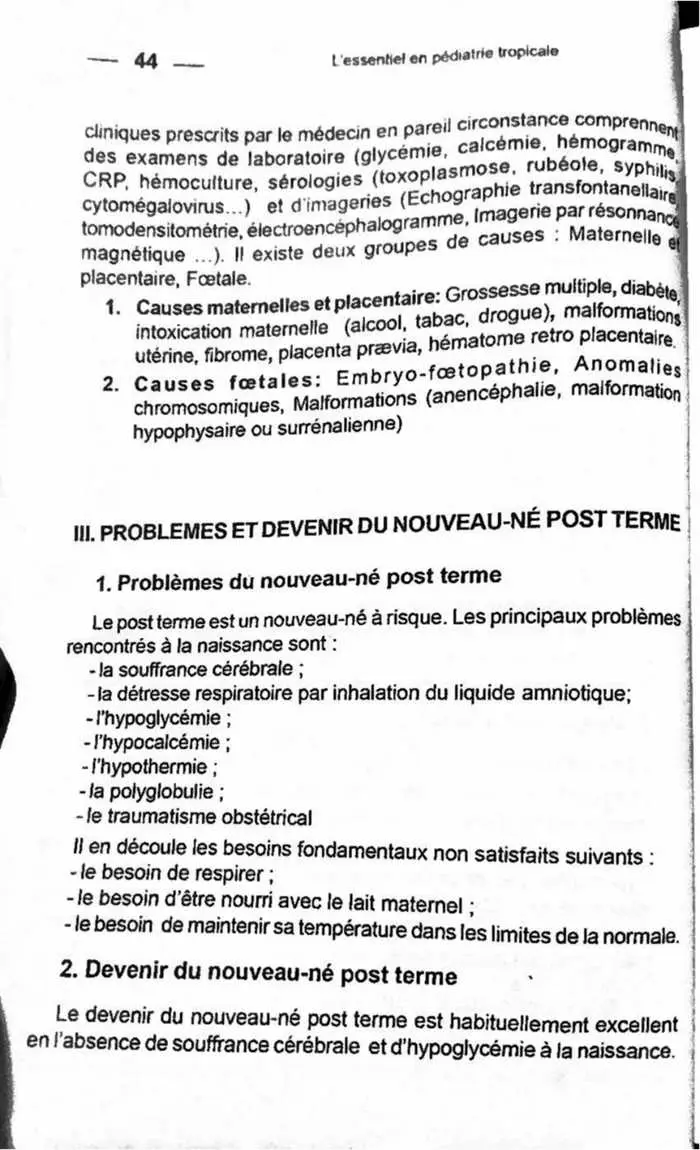 — 44 —
L'essentiel en pédiatrie tropicale
cliniques prescrits par le médecin en pareil circonstance comprennent
des examens de laboratoire (glycémie, calcémie, hémogramme,
CRP, hémoculture, sérologies (toxoplasmose, rubéole, syphilis,
cytomégalovirus...) et d'imageries (Echographie transfontanellaire,
tomodensitométrie, électroencéphalogramme, Imagerie par résonnance
magnétique ...). Il existe deux groupes de causes : Maternelle et
placentaire, Fœtale.
1. Causes maternelles et placentaire: Grossesse multiple, diabète,
intoxication maternelle (alcool, tabac, drogue), malformations
utérine, fibrome, placenta prævia, hématome retro placentaire.
2. Causes fœtales: Embryo-fœtopathie, Anomalies
chromosomiques, Malformations (anencéphalie, malformation
hypophysaire ou surrénalienne)
III. PROBLEMES ET DEVENIR DU NOUVEAU-NÉ POST TERME
1. Problèmes du nouveau-né post terme
Le post terme est un nouveau-né à risque. Les principaux problèmes
rencontrés à la naissance sont :
- la souffrance cérébrale ;
- la détresse respiratoire par inhalation du liquide amniotique;
- l'hypoglycémie ;
- l'hypocalcémie ;
- l'hypothermie ;
- la polyglobulie ;
- le traumatisme obstétrical
Il en découle les besoins fondamentaux non satisfaits suivants :
- le besoin de respirer ;
- le besoin d'être nourri avec le lait maternel ;
- le besoin de maintenir sa température dans les limites de la normale.
2. Devenir du nouveau-né post terme
Le devenir du nouveau-né post terme est habituellement excellent
en l'absence de souffrance cérébrale et d'hypoglycémie à la naissance.